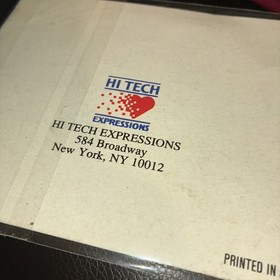 HI TECH
EXPRESSIONS
HI TECH EXPRESSIONS
584 Broadway
New York, NY 10012
PRINTED IN